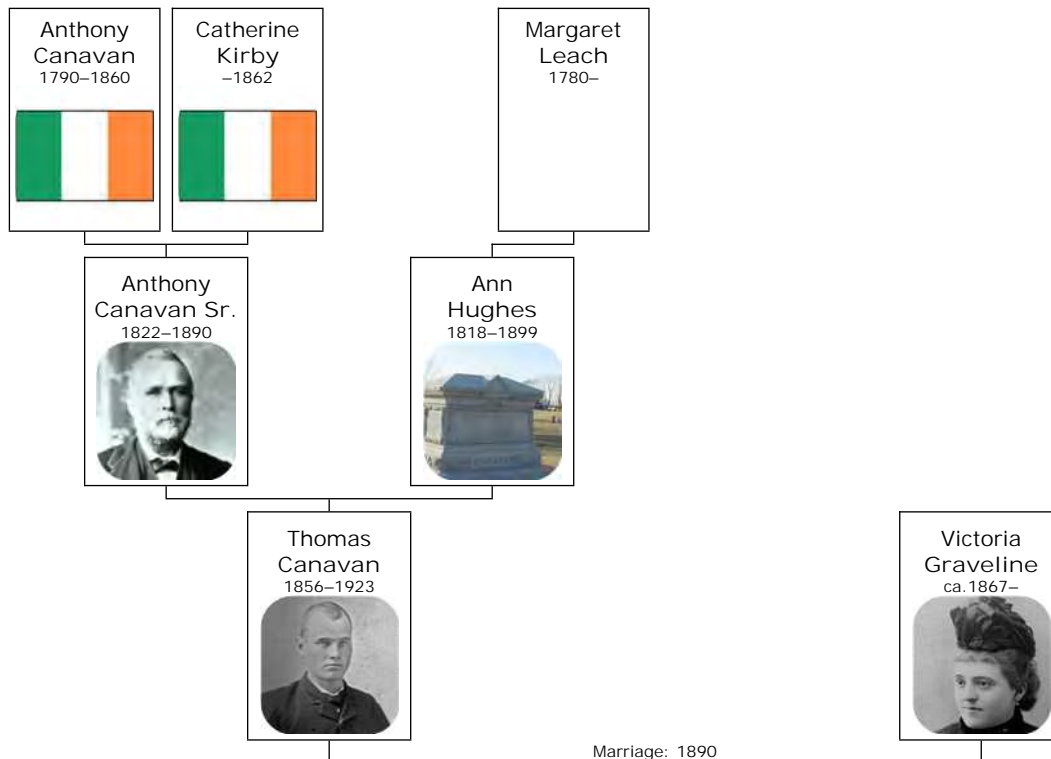 Anthony
Canavan
1790–1860
Catherine
Kirby
–1862
Margaret
Leach
1780–
Anthony
Canavan Sr.
1822–1890
Ann
Hughes
1818–1899
Thomas
Canavan
1856–1923
Victoria
Graveline
ca.1867–
Marriage: 1890